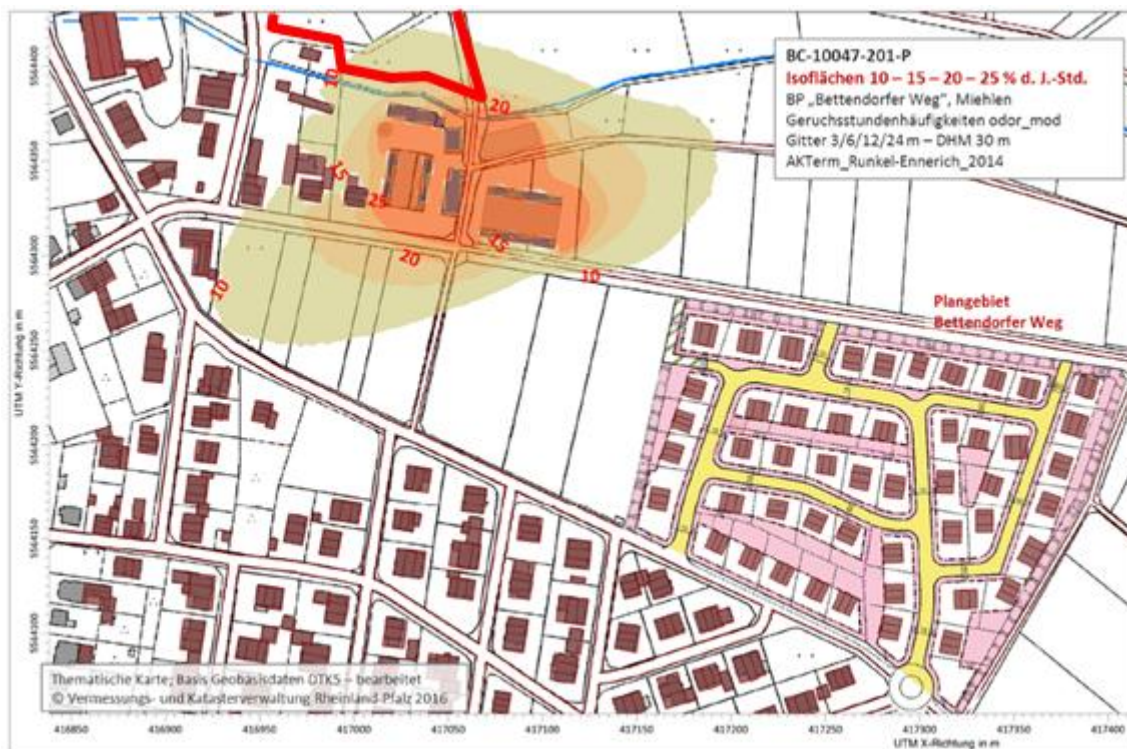 BC-10047-201-P
Isoflächen 10 – 15 – 20 – 25 % d. J.-Std.
BP „Bettendorfer Weg“, Miehlen
Geruchsstundenhäufigkeiten odor_mod
Gitter 3/6/12/24 m – DHM 30 m
AKTerm_Runkel-Ennerich_2014
10
20
15
25
15
20
10
10
Plangebiet
Bettendorfer Weg
UTM Y-Richtung in m
5564400
5564350
5564300
5564250
5564200
5564150
5564100
Thematische Karte; Basis Geobasisdaten DTK5 – bearbeitet
© Vermessungs- und Katasterverwaltung Rheinland-Pfalz 2016
416850
416900
416950
417000
417050
417100
417150
417200
417250
417300
417350
417400
UTM X-Richtung in m